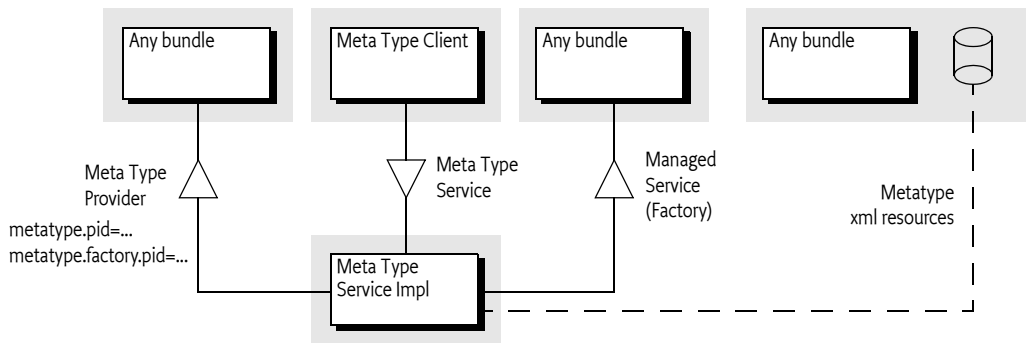 Any bundle
Meta Type Client
Any bundle
Any bundle
Meta Type
Provider
metatype.pid=...
metatype.factory.pid=...
Meta Type
Service
Managed
Service
(Factory)
Metatype
xml resources
Meta Type
Service Impl